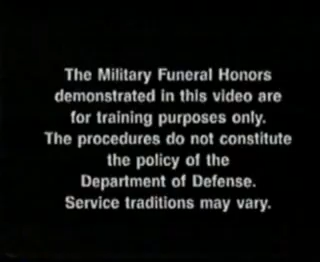 The Military Funeral Honors
demonstrated in this video are
for training purposes only.
The procedures do not constitute
the policy of the
Department of Defense.
Service traditions may vary.